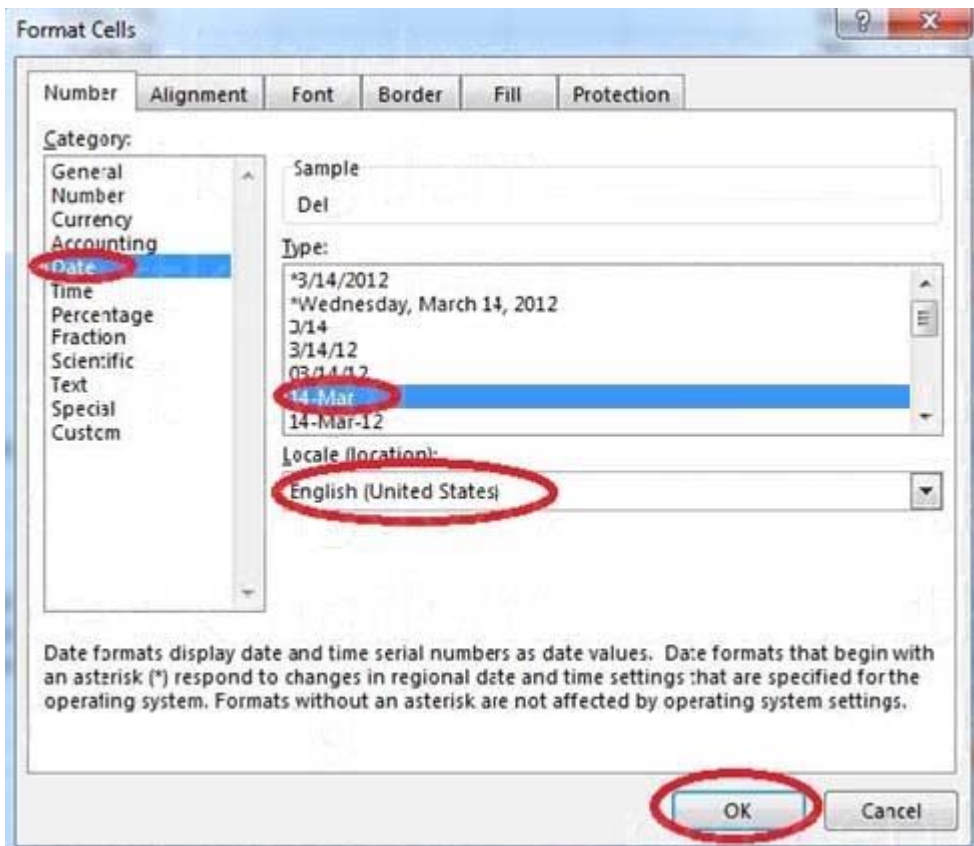 Format Cells
Number Alignment Font Border Fill Protection
Category:
General
Number
Currency
Accounting
Date
Time
Percentage
Fraction
Scientific
Text
Special
Custom
Sample
Del
Type:
*3/14/2012
*Wednesday, March 14, 2012
3/14
3/14/12
03/14/12
14-Mar
14-Mar-12
Locale (location):
English (United States)
Date formats display date and time serial numbers as date values. Date formats that begin with
an asterisk (*) respond to changes in regional date and time settings that are specified for the
operating system. Formats without an asterisk are not affected by operating system settings.
OK Cancel